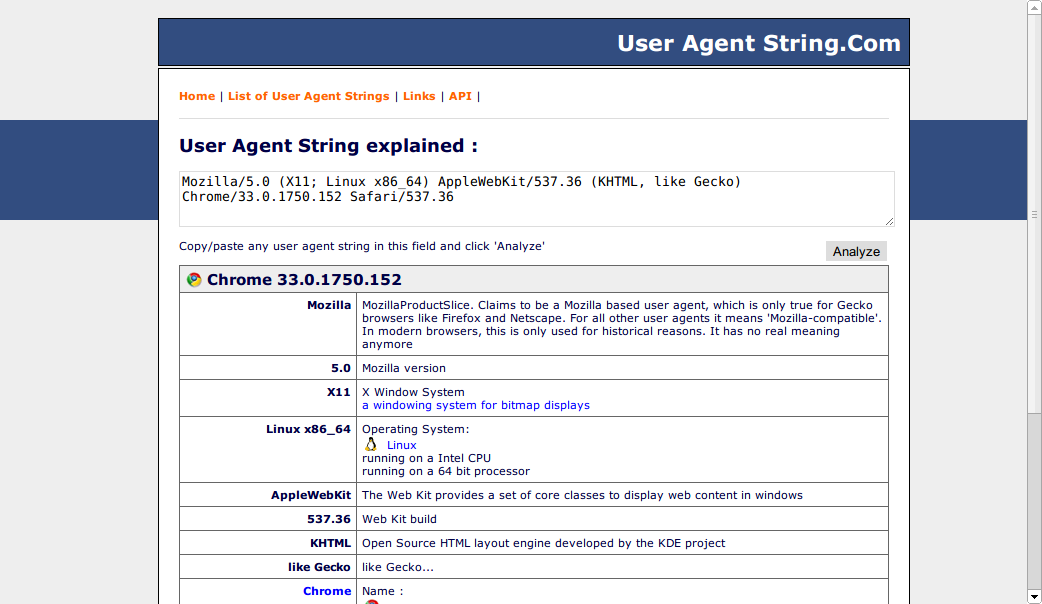 User Agent String.Com
Home | List of User Agent Strings | Links | API |
User Agent String explained :
Mozilla/5.0 (X11; Linux x86_64) AppleWebKit/537.36 (KHTML, like Gecko)
Chrome/33.0.1750.152 Safari/537.36
Copy/paste any user agent string in this field and click 'Analyze'
Analyze
Chrome 33.0.1750.152
Mozilla MozillaProductSlice. Claims to be a Mozilla based user agent, which is only true for Gecko
browsers like Firefox and Netscape. For all other user agents it means 'Mozilla-compatible'.
In modern browsers, this is only used for historical reasons. It has no real meaning
anymore
5.0 Mozilla version
X11 X Window System
a windowing system for bitmap displays
Linux x86_64 Operating System:
Linux
running on a Intel CPU
running on a 64 bit processor
AppleWebKit The Web Kit provides a set of core classes to display web content in windows
537.36 Web Kit build
KHTML Open Source HTML layout engine developed by the KDE project
like Gecko like Gecko...
Chrome Name :